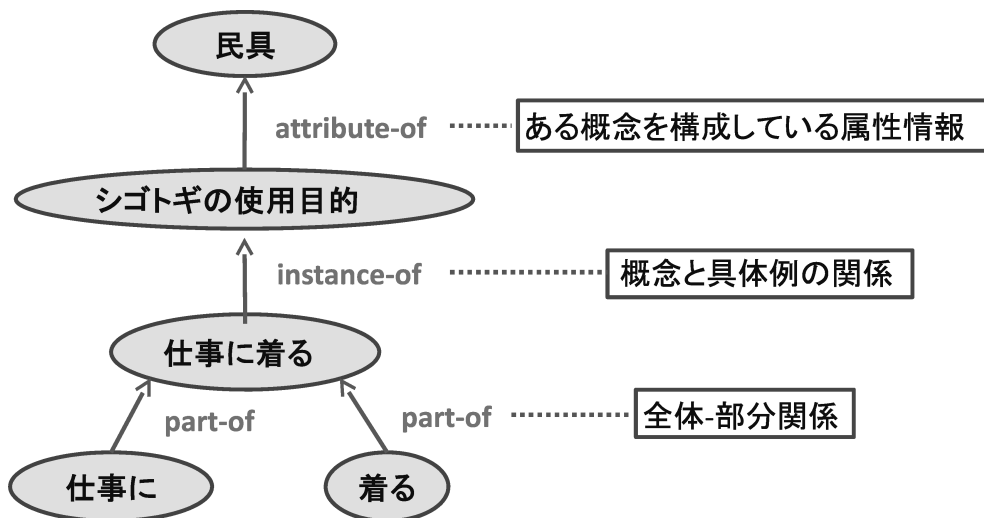 民具
attribute-of
ある概念を構成している属性情報
シゴトギの使用目的
instance-of
概念と具体例の関係
仕事に着る
part-of
part-of
全体-部分関係
仕事に
着る